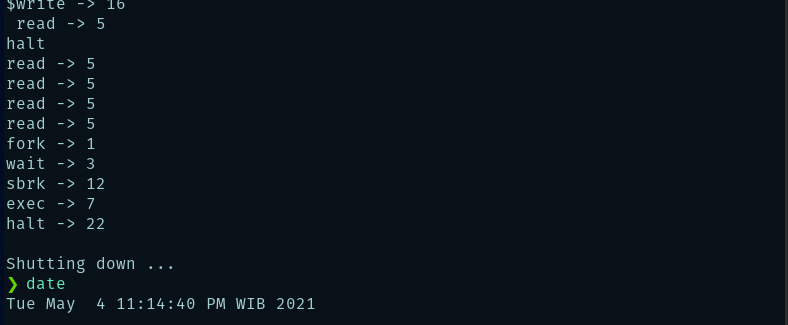 $write -> 16
 read -> 5
halt
read -> 5
read -> 5
read -> 5
read -> 5
fork -> 1
wait -> 3
sbrk -> 12
exec -> 7
halt -> 22
Shutting down ...
❯ date
Tue May  4 11:14:40 PM WIB 2021